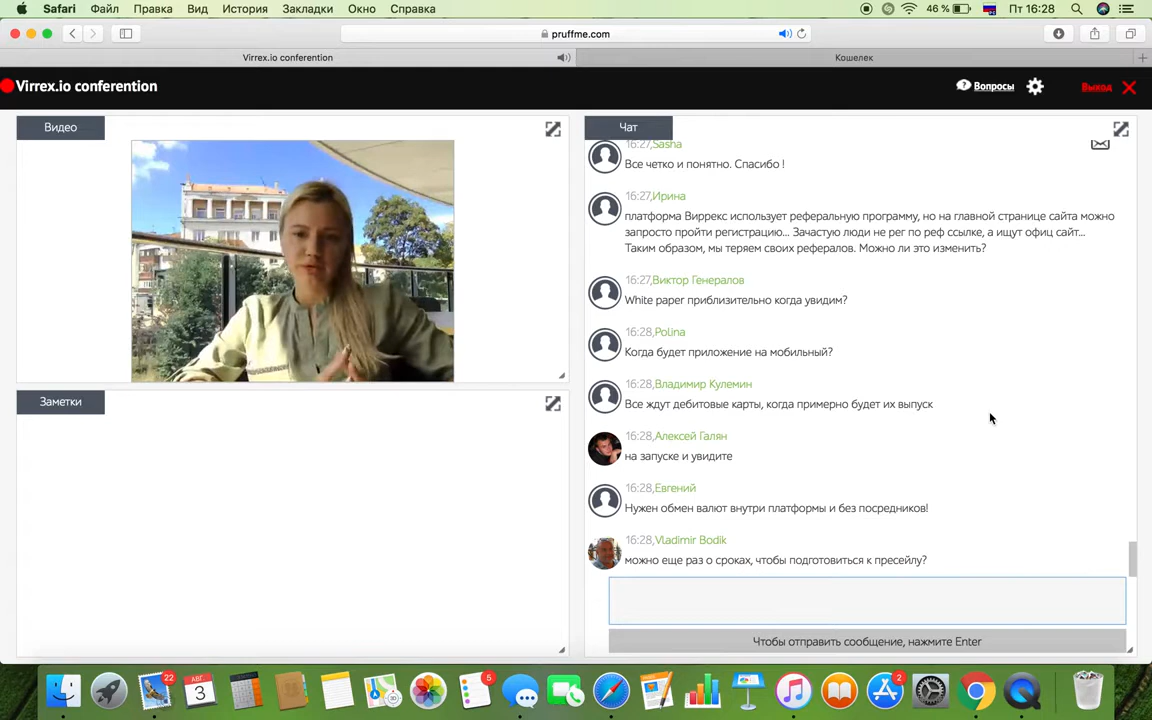 Safari Файл Правка Вид История Закладки Окно Справка 46 % Пт 16:28
pruffme.com
Virrex.io conferention Кошелек
Virrex.io conferention Вопросы Выход
Видео
Чат
16:27,Sasha
Все четко и понятно. Спасибо !
16:27,Ирина
платформа Виррекс использует реферальную программу, но на главной странице сайта можно
запросто пройти регистрацию... Зачастую люди не рег по реф ссылке, а ищут офиц сайт...
Таким образом, мы теряем своих рефералов. Можно ли это изменить?
16:27,Виктор Генералов
White paper приблизительно когда увидим?
16:28,Polina
Когда будет приложение на мобильный?
16:28,Владимир Кулемин
Все ждут дебитовые карты, когда примерно будет их выпуск
16:28,Алексей Галян
на запуске и увидите
16:28,Евгений
Нужен обмен валют внутри платформы и без посредников!
16:28,Vladimir Bodik
можно еще раз о сроках, чтобы подготовиться к пресейлу?
Чтобы отправить сообщение, нажмите Enter
Заметки
22 АВГ. 3 5 2